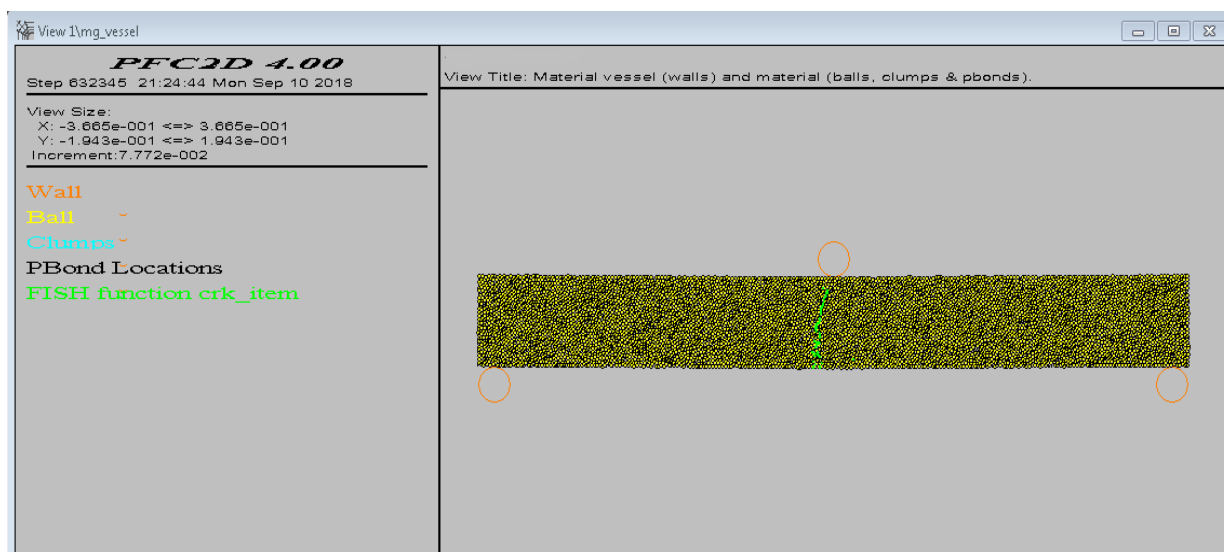 View 1\mg_vessel
PFC2D 4.00
Step 632345 21:24:44 Mon Sep 10 2018
View Size:
X: -3.665e-001 <=> 3.665e-001
Y: -1.943e-001 <=> 1.943e-001
Increment:7.772e-002
Wall
Ball
Clumps
PBond Locations
FISH function crk_item
View Title: Material vessel (walls) and material (balls, clumps & pbonds).